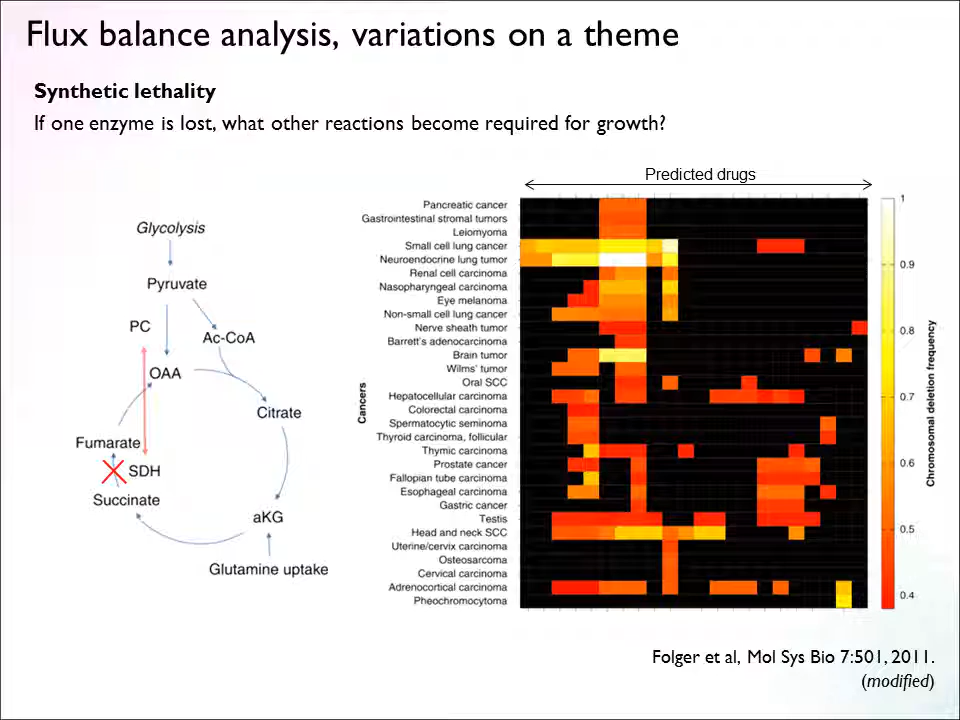 Flux balance analysis, variations on a theme
Synthetic lethality
If one enzyme is lost, what other reactions become required for growth?
Glycolysis
Pyruvate
PC
Ac-CoA
OAA
Citrate
Fumarate
SDH
Succinate
aKG
Glutamine uptake
Predicted drugs
Cancers
Pancreatic cancer
Gastrointestinal stromal tumors
Leiomyoma
Small cell lung cancer
Neuroendocrine lung tumor
Renal cell carcinoma
Nasopharyngeal carcinoma
Eye melanoma
Non-small cell lung cancer
Nerve sheath tumor
Barrett's adenocarcinoma
Brain tumor
Wilms' tumor
Oral SCC
Hepatocellular carcinoma
Colorectal carcinoma
Spermatocytic seminoma
Thyroid carcinoma, follicular
Thymic carcinoma
Prostate cancer
Fallopian tube carcinoma
Esophageal carcinoma
Gastric cancer
Testis
Head and neck SCC
Uterine/cervix carcinoma
Osteosarcoma
Cervical carcinoma
Adrenocortical carcinoma
Pheochromocytoma
1
0.9
0.8
0.7
0.6
0.5
0.4
Chromosomal deletion frequency
Folger et al, Mol Sys Bio 7:501, 2011.
(modified)